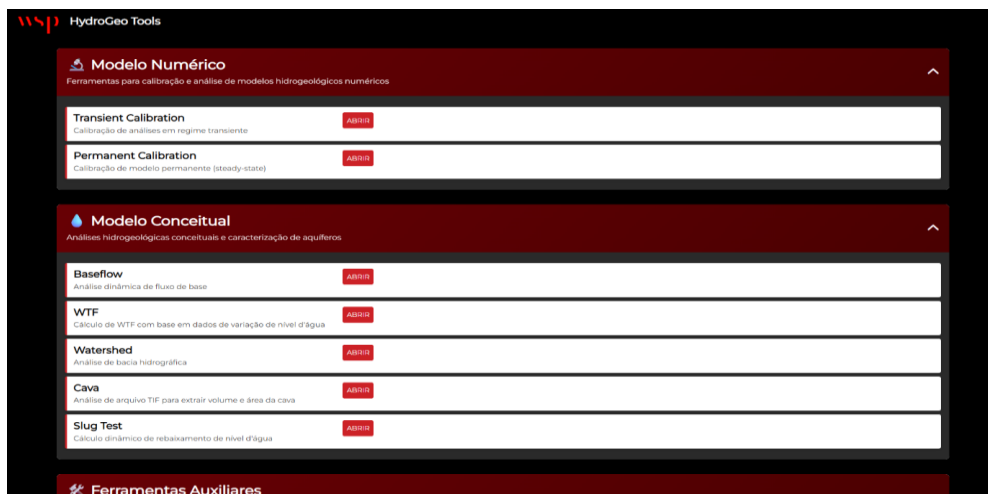 wsp HydroGeo Tools
Modelo Numérico
Ferramentas para calibração e análise de modelos hidrogeológicos numéricos
Transient Calibration
ABRIR
Calibração de análises em regime transiente
Permanent Calibration
ABRIR
Calibração de modelo permanente (steady-state)
Modelo Conceitual
Análises hidrogeológicas conceituais e caracterização de aquíferos
Baseflow
ABRIR
Análise dinâmica de fluxo de base
WTF
ABRIR
Cálculo de WTF com base em dados de variação de nível d'água
Watershed
ABRIR
Análise de bacia hidrográfica
Cava
ABRIR
Análise de arquivo TIF para extrair volume e área da cava
Slug Test
ABRIR
Cálculo dinâmico de rebaixamento de nível d'água
Ferramentas Auxiliares